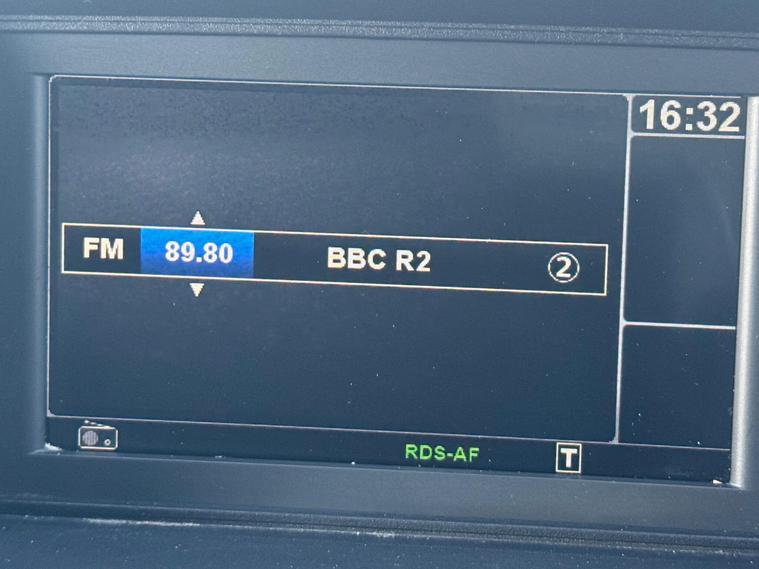 16:32
FM 89.80 BBC R2 ②
RDS-AF T